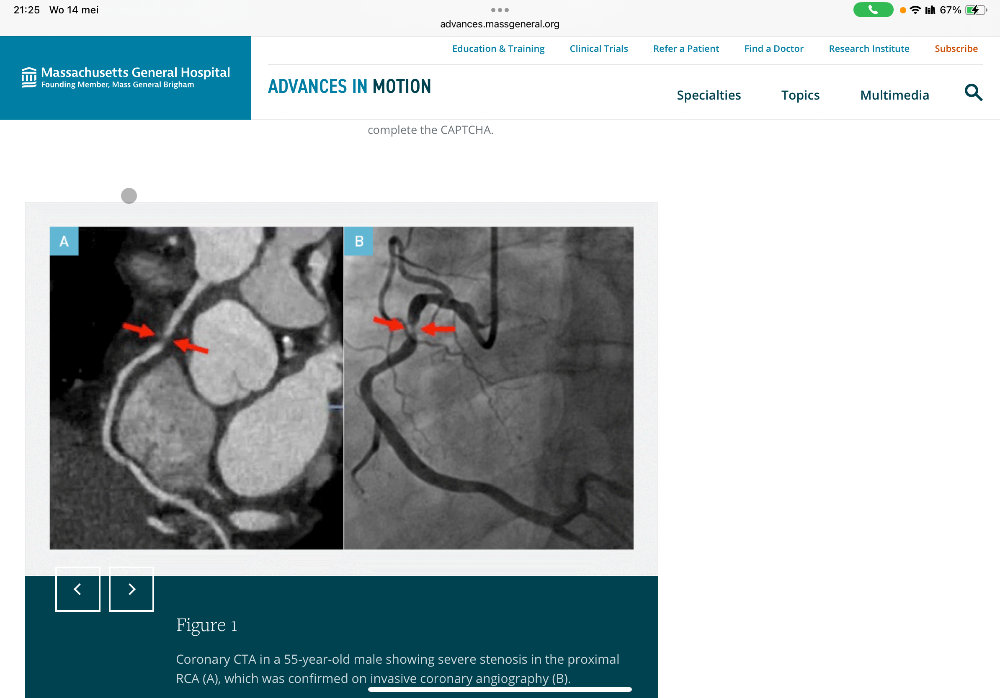 21:25 Wo 14 mei
67%
advances.massgeneral.org
Education & Training Clinical Trials Refer a Patient Find a Doctor Research Institute Subscribe
Massachusetts General Hospital
Founding Member, Mass General Brigham
ADVANCES IN MOTION
Specialties Topics Multimedia
complete the CAPTCHA.
A B
Figure 1
Coronary CTA in a 55-year-old male showing severe stenosis in the proximal
RCA (A), which was confirmed on invasive coronary angiography (B).